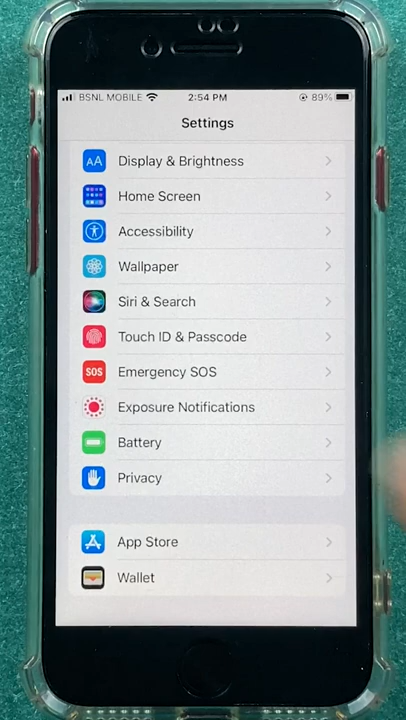 BSNL MOBILE 2:54 PM 89%
Settings
AA Display & Brightness
Home Screen
Accessibility
Wallpaper
Siri & Search
Touch ID & Passcode
SOS Emergency SOS
Exposure Notifications
Battery
Privacy
App Store
Wallet